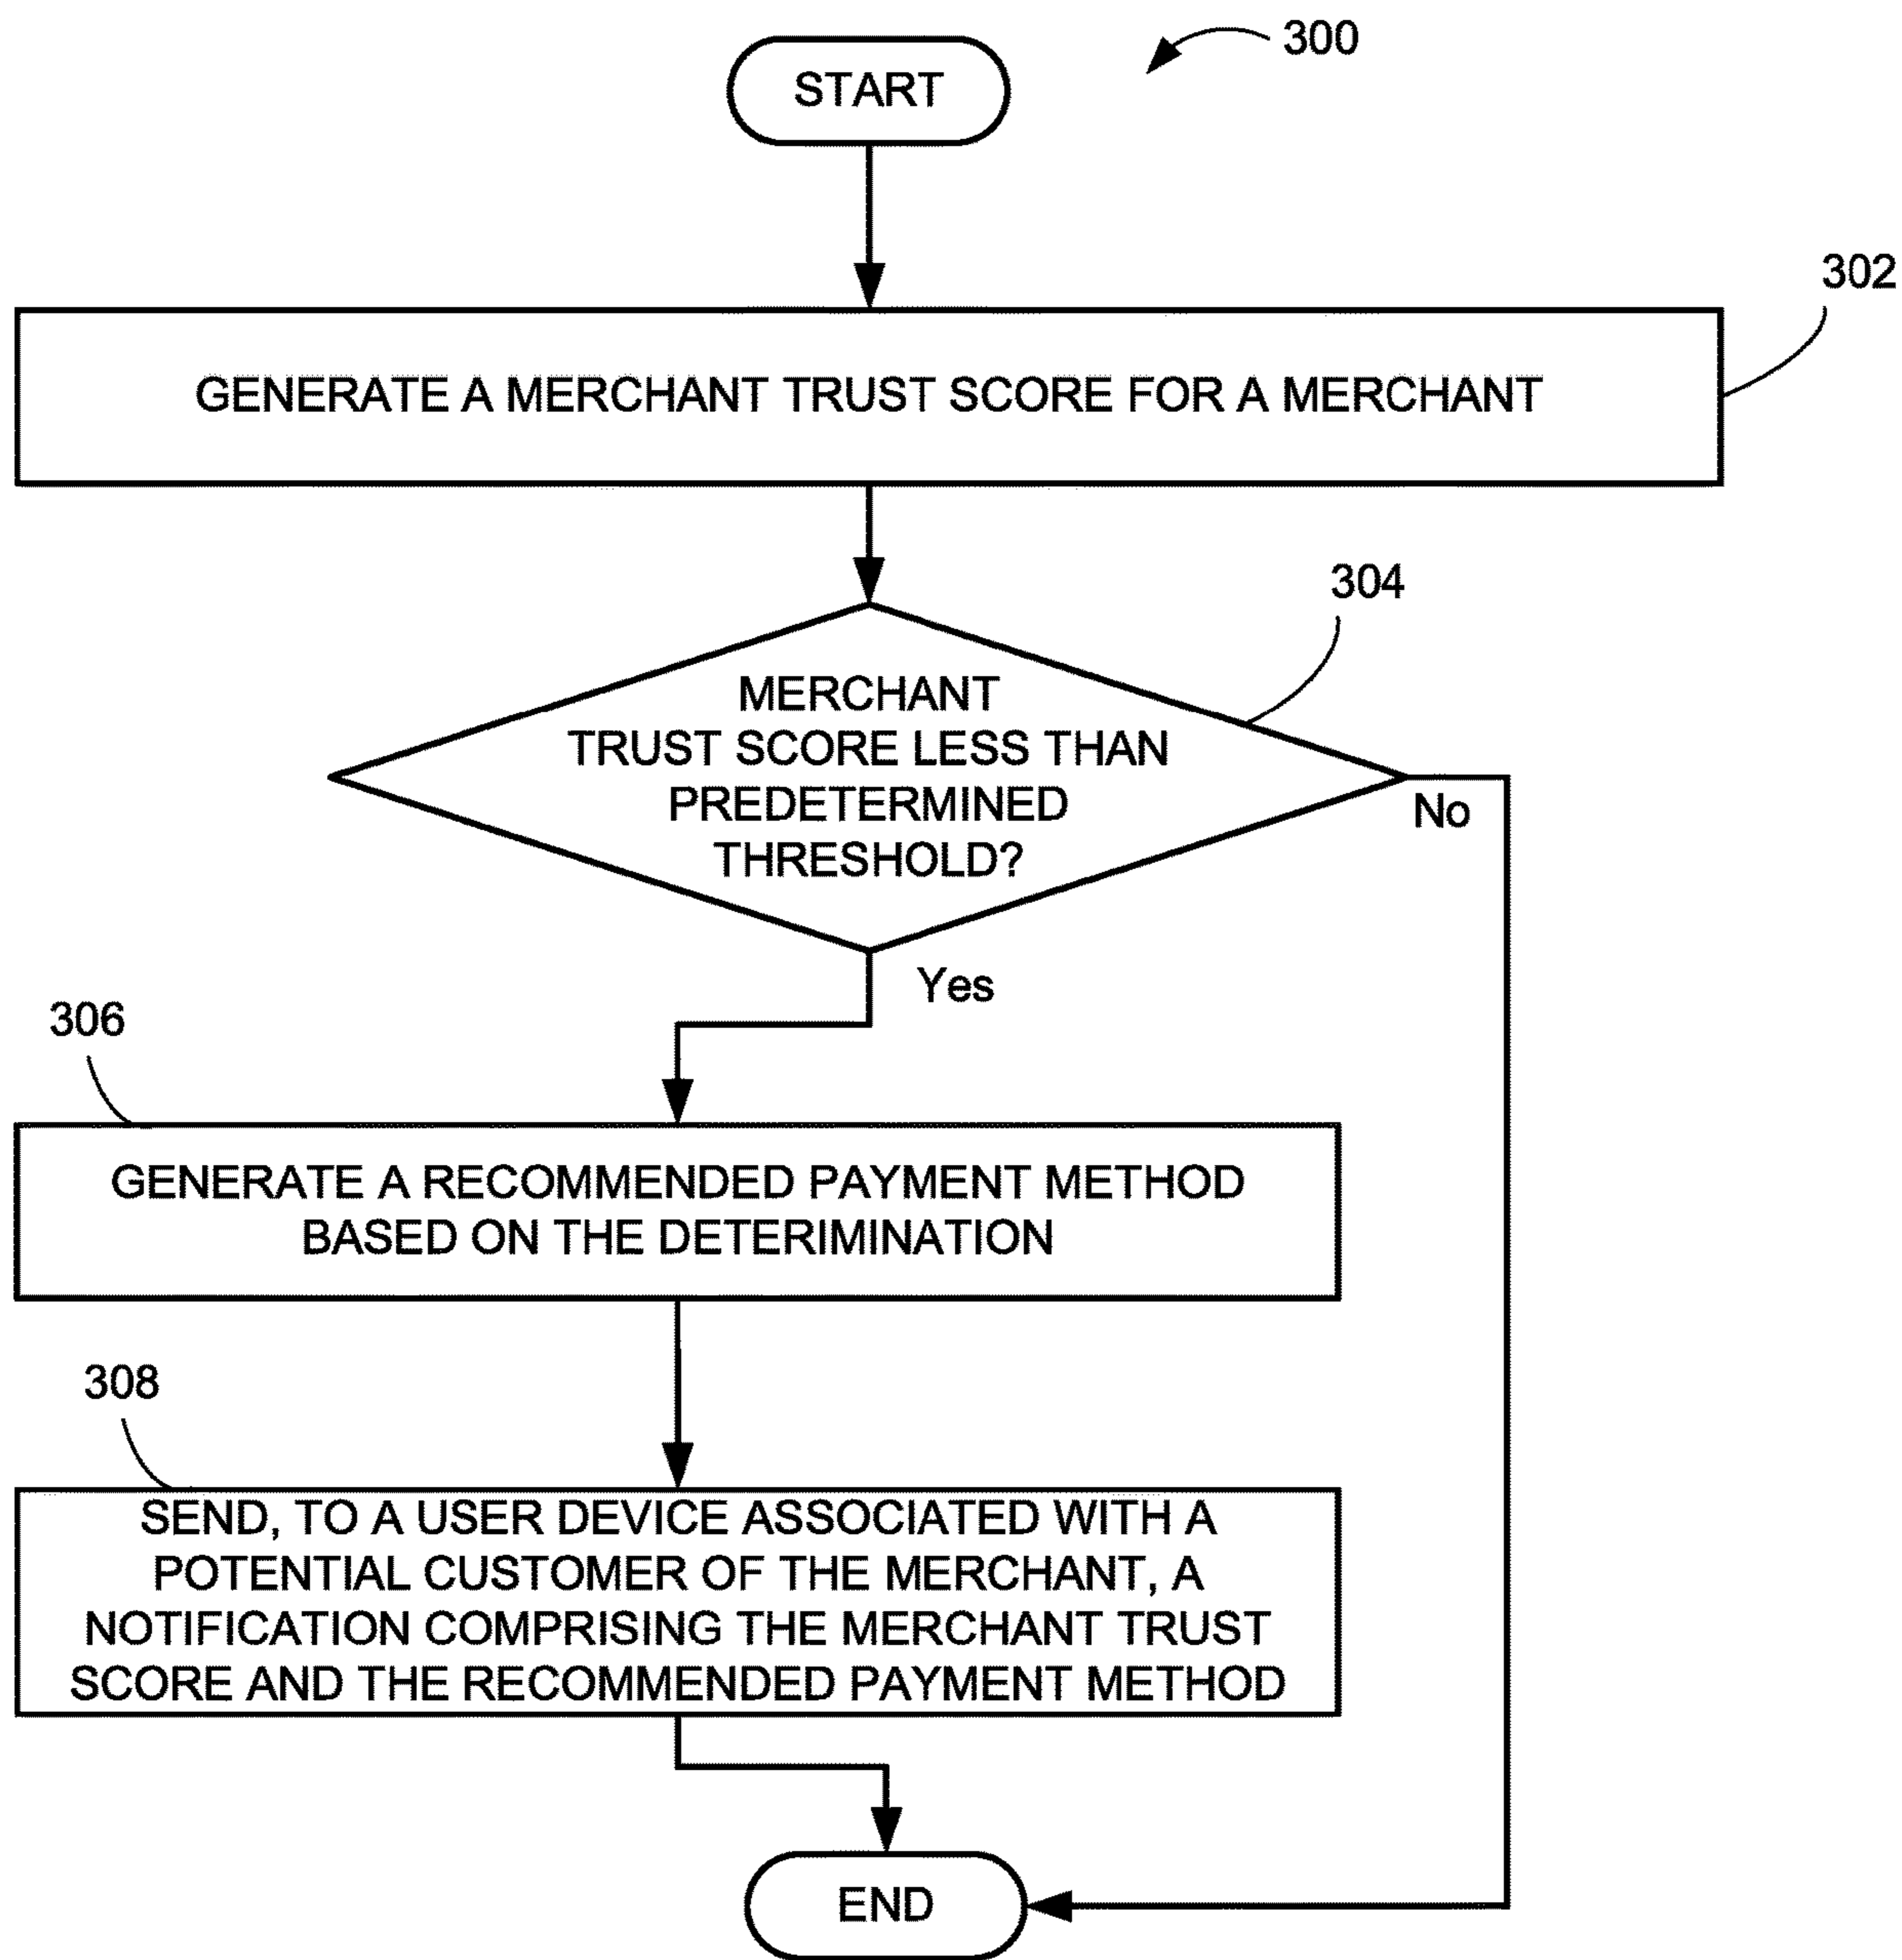 300
START
302
GENERATE A MERCHANT TRUST SCORE FOR A MERCHANT
304
MERCHANT
TRUST SCORE LESS THAN
PREDETERMINED
THRESHOLD?
No
Yes
306
GENERATE A RECOMMENDED PAYMENT METHOD
BASED ON THE DETERIMINATION
308
SEND, TO A USER DEVICE ASSOCIATED WITH A
POTENTIAL CUSTOMER OF THE MERCHANT, A
NOTIFICATION COMPRISING THE MERCHANT TRUST
SCORE AND THE RECOMMENDED PAYMENT METHOD
END